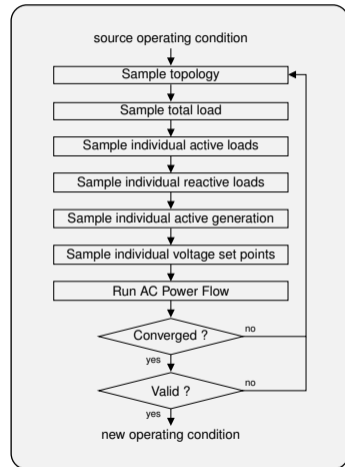 source operating condition
Sample topology
Sample total load
Sample individual active loads
Sample individual reactive loads
Sample individual active generation
Sample individual voltage set points
Run AC Power Flow
Converged ?
no
yes
Valid ?
no
yes
new operating condition